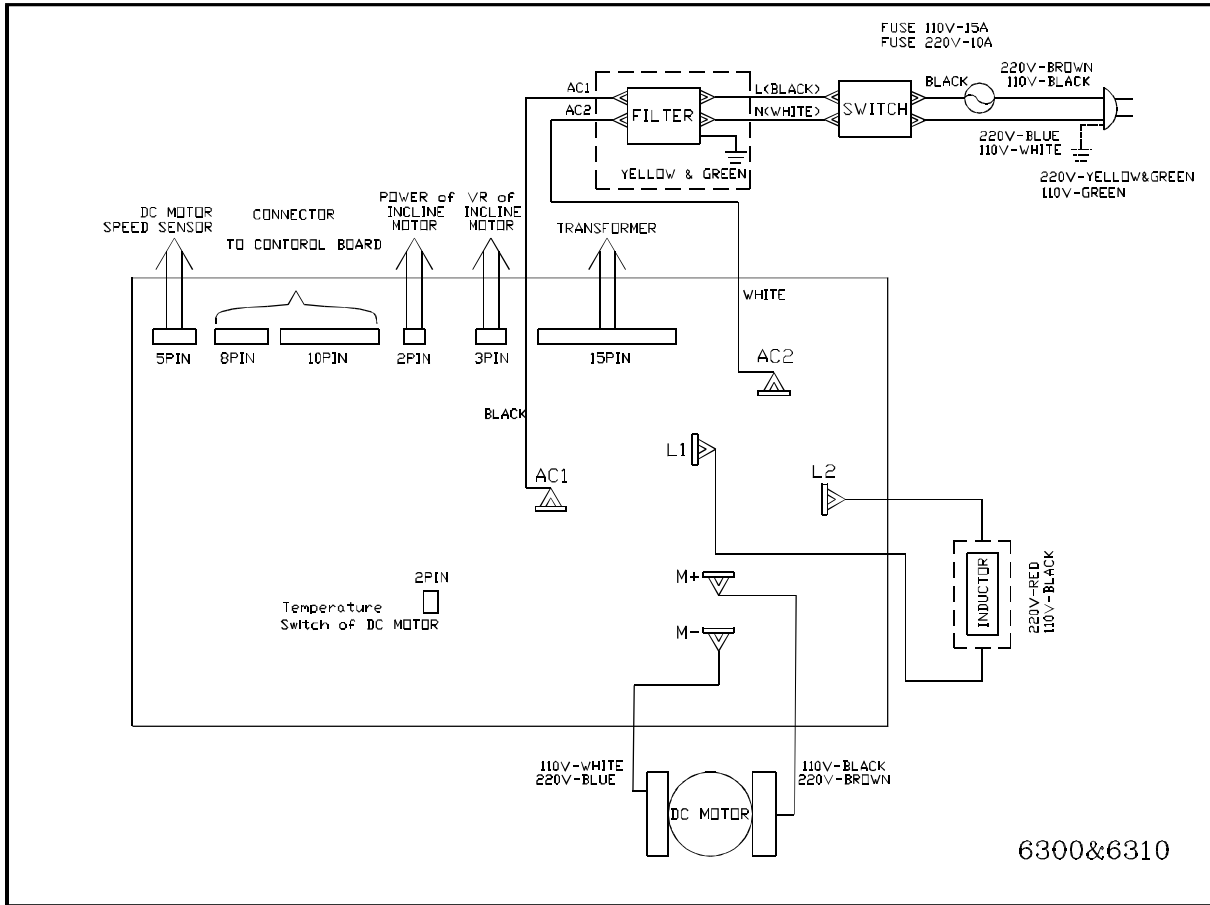 FUSE 110V-15A
FUSE 220V-10A
220V-BROWN
110V-BLACK
BLACK
AC1
L(BLACK)
AC2
FILTER
N(WHITE)
SWITCH
220V-BLUE
110V-WHITE
YELLOW & GREEN
220V-YELLOW&GREEN
110V-GREEN
DC MOTOR
SPEED SENSOR
CONNECTOR
TO CONTROL BOARD
POWER of
INCLINE
MOTOR
VR of
INCLINE
MOTOR
TRANSFORMER
WHITE
5PIN
8PIN
10PIN
2PIN
3PIN
15PIN
AC2
BLACK
L1
L2
AC1
INDUCTOR
220V-RED
110V-BLACK
2PIN
Temperature
Switch of DC MOTOR
M+
M-
110V-WHITE
220V-BLUE
110V-BLACK
220V-BROWN
DC MOTOR
6300&6310